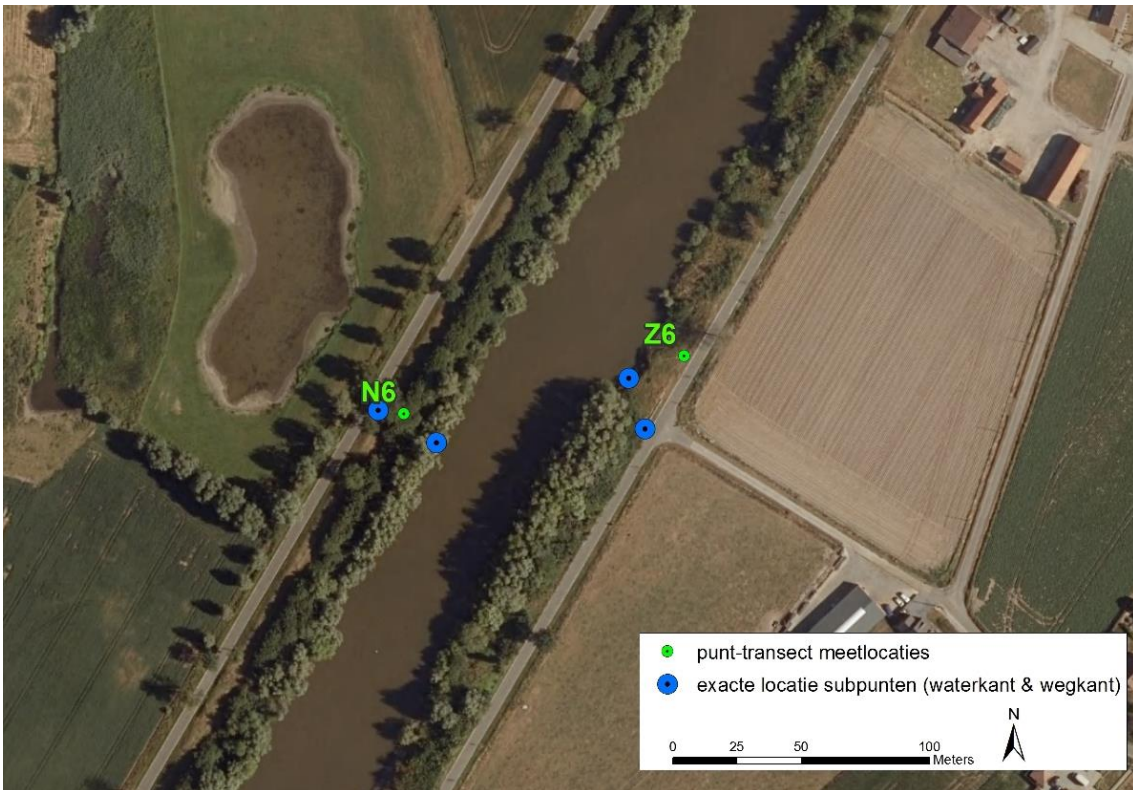 Z6
N6
punt-transect meetlocaties
exacte locatie subpunten (waterkant & wegkant)
N
0 25 50 100
Meters